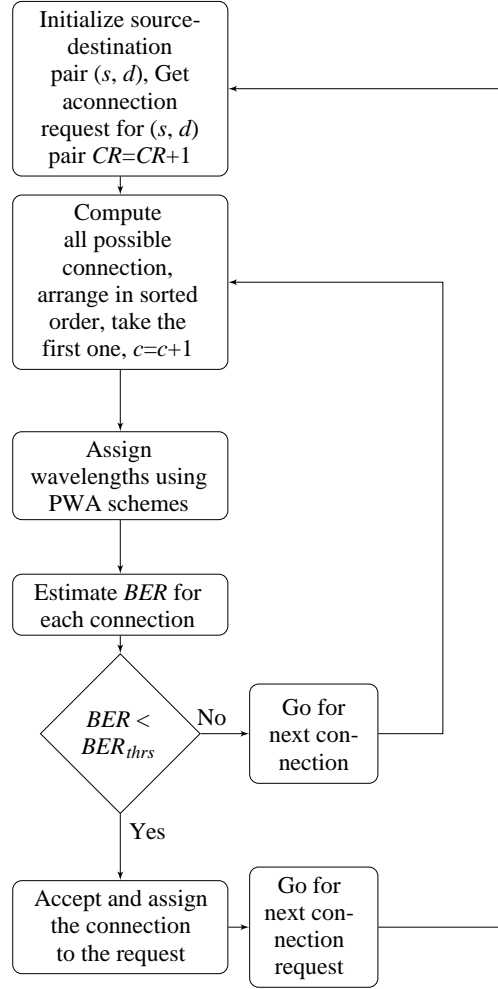 Initialize source-
destination
pair (s, d), Get
aconnection
request for (s, d)
pair CR=CR+1
Compute
all possible
connection,
arrange in sorted
order, take the
first one, c=c+1
Assign
wavelengths using
PWA schemes
Estimate BER for
each connection
BER <
BERthrs
No
Go for
next con-
nection
Yes
Accept and assign
the connection
to the request
Go for
next con-
nection
request